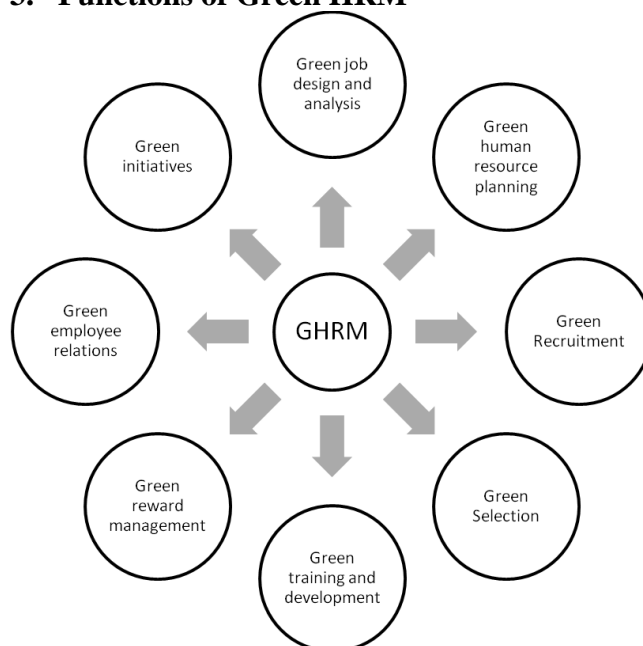 3. Functions of Green HRM
Green job
design and
analysis
Green
human
resource
planning
Green
Recruitment
Green
Selection
Green
training and
development
Green
reward
management
Green
employee
relations
Green
initiatives
GHRM